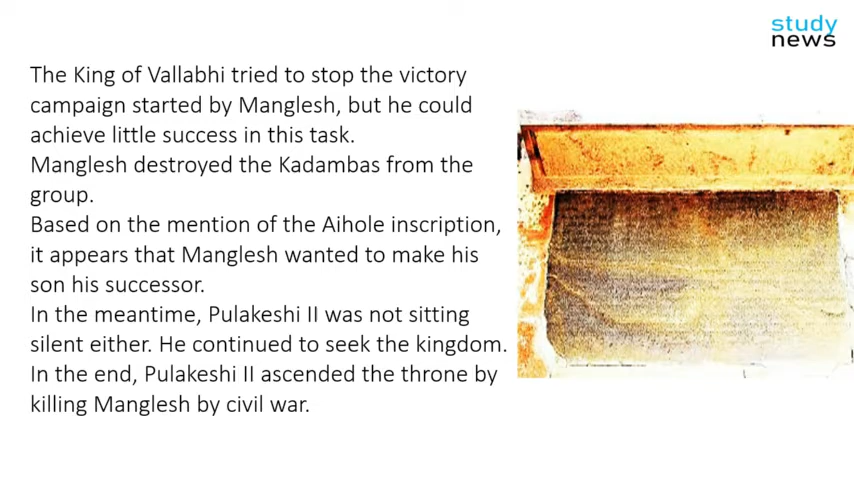 study
news
The King of Vallabhi tried to stop the victory
campaign started by Manglesh, but he could
achieve little success in this task.
Manglesh destroyed the Kadambas from the
group.
Based on the mention of the Aihole inscription,
it appears that Manglesh wanted to make his
son his successor.
In the meantime, Pulakeshi II was not sitting
silent either. He continued to seek the kingdom.
In the end, Pulakeshi II ascended the throne by
killing Manglesh by civil war.